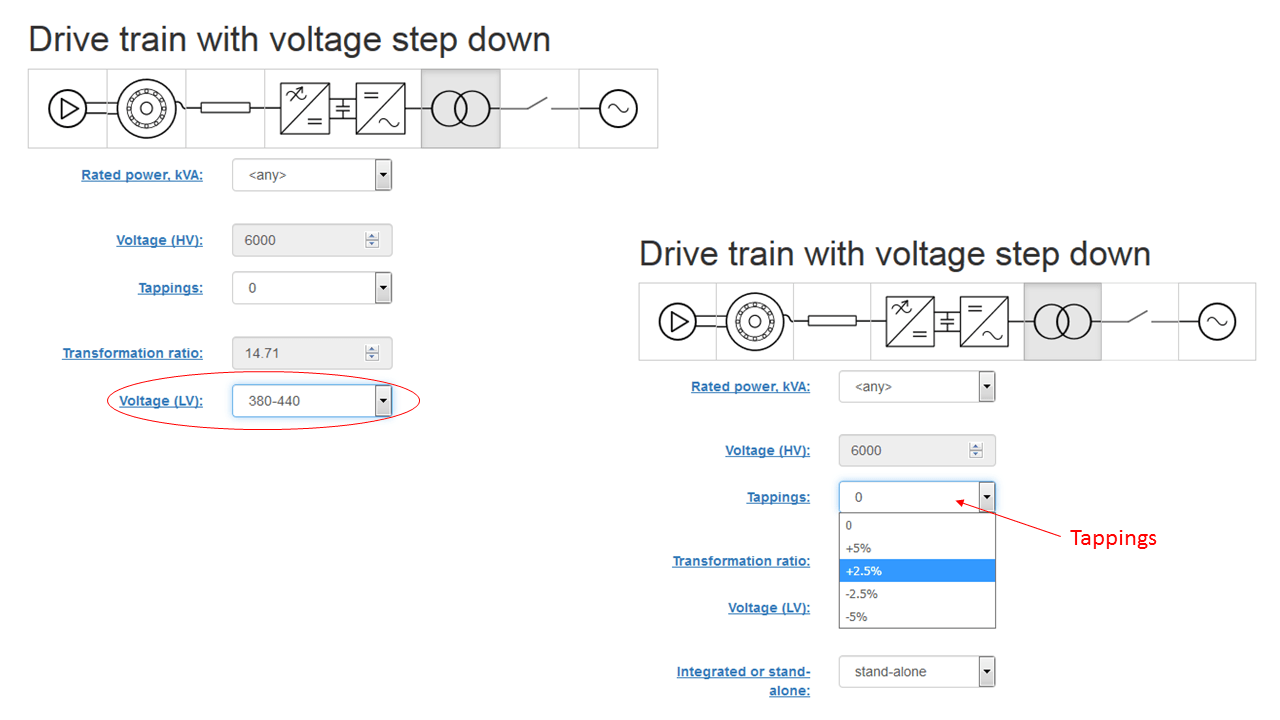 Drive train with voltage step down
Rated power, kVA:
<any>
Voltage (HV):
6000
Tappings:
0
Transformation ratio:
14.71
Voltage (LV):
380-440
Drive train with voltage step down
Rated power, kVA:
<any>
Voltage (HV):
6000
Tappings:
0
0
+5%
+2.5%
-2.5%
-5%
Tappings
Transformation ratio:
Voltage (LV):
Integrated or stand-
alone:
stand-alone